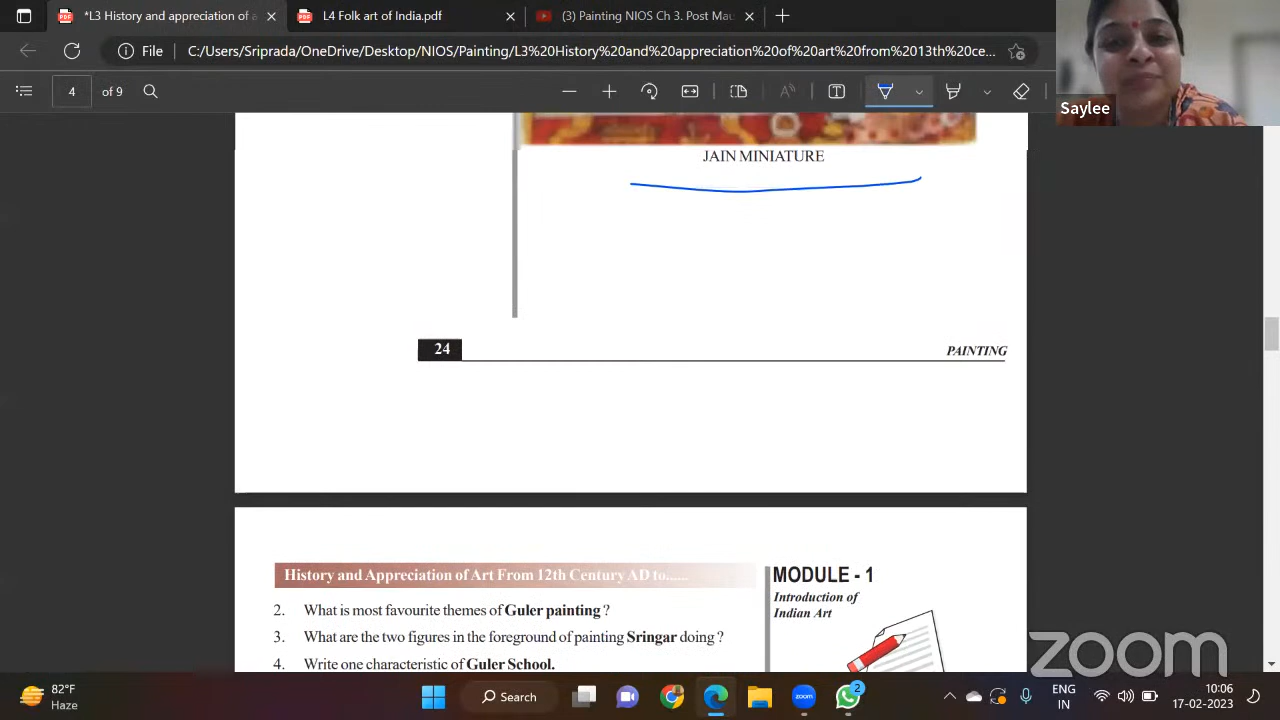 *L3 History and appreciation of a
L4 Folk art of India.pdf
(3) Painting NIOS Ch 3. Post Mau
File
C:/Users/Sriprada/OneDrive/Desktop/NIOS/Painting/L3%20History%20and%20appreciation%20of%20art%20from%2013th%20ce...
4 of 9
Saylee
JAIN MINIATURE
24
PAINTING
History and Appreciation of Art From 12th Century AD to......
MODULE - 1
Introduction of
Indian Art
2. What is most favourite themes of Guler painting ?
3. What are the two figures in the foreground of painting Sringar doing ?
4. Write one characteristic of Guler School.
zoom
82°F
Haze
Search
zoom
2
ENG
IN
10:06
17-02-2023